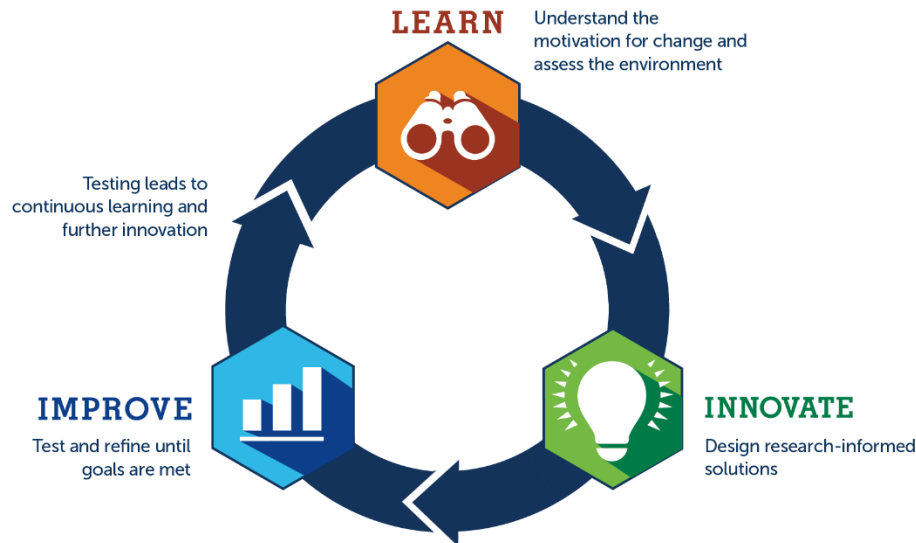 LEARN
Understand the
motivation for change and
assess the environment
Testing leads to
continuous learning and
further innovation
IMPROVE
Test and refine until
goals are met
INNOVATE
Design research-informed
solutions